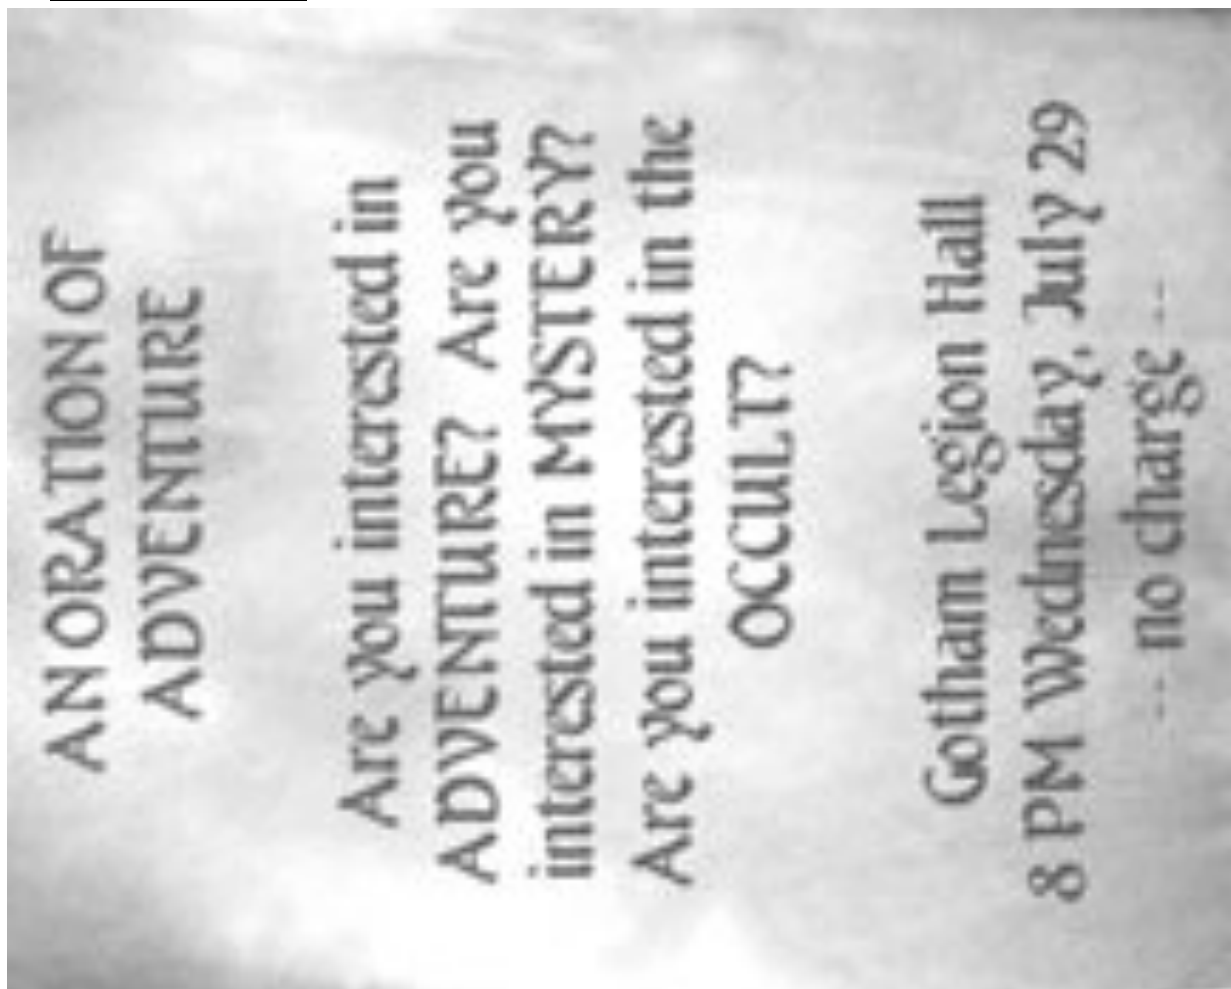 AN ORATION OF
ADVENTURE
Are you interested in
ADVENTURE? Are you
interested in MYSTERY?
Are you interested in the
OCCULT?
Gotham Legion Hall
8 PM Wednesday, July 29
-- no charge --